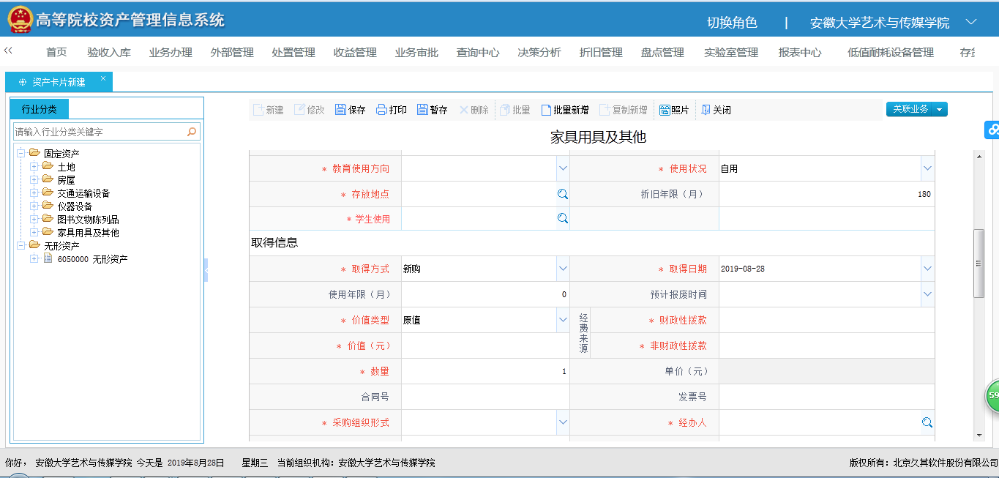 高等院校资产管理信息系统
切换角色 | 安徽大学艺术与传媒学院
首页 验收入库 业务办理 外部管理 处置管理 收益管理 业务审批 查询中心 决策分析 折旧管理 盘点管理 实验室管理 报表中心 低值耐耗设备管理 存货
资产卡片新建 ×
行业分类
请输入行业分类关键字
固定资产
土地
房屋
交通运输设备
仪器设备
图书文物陈列品
家具用具及其他
无形资产
6050000 无形资产
新建 修改 保存 打印 暂存 删除 批量 批量新增 复制新增 照片 关闭 关联业务
家具用具及其他
* 教育使用方向 * 使用状况 自用
* 存放地点 折旧年限（月） 180
* 学生使用
取得信息
* 取得方式 新购 * 取得日期 2019-08-28
使用年限（月） 0 预计报废时间
* 价值类型 原值 经费来源 * 财政性拨款
* 价值（元） * 非财政性拨款
* 数量 1 单价（元）
合同号 发票号
* 采购组织形式 * 经办人
59
你好， 安徽大学艺术与传媒学院 今天是 2019年8月28日 星期三 当前组织机构：安徽大学艺术与传媒学院 版权所有：北京久其软件股份有限公司